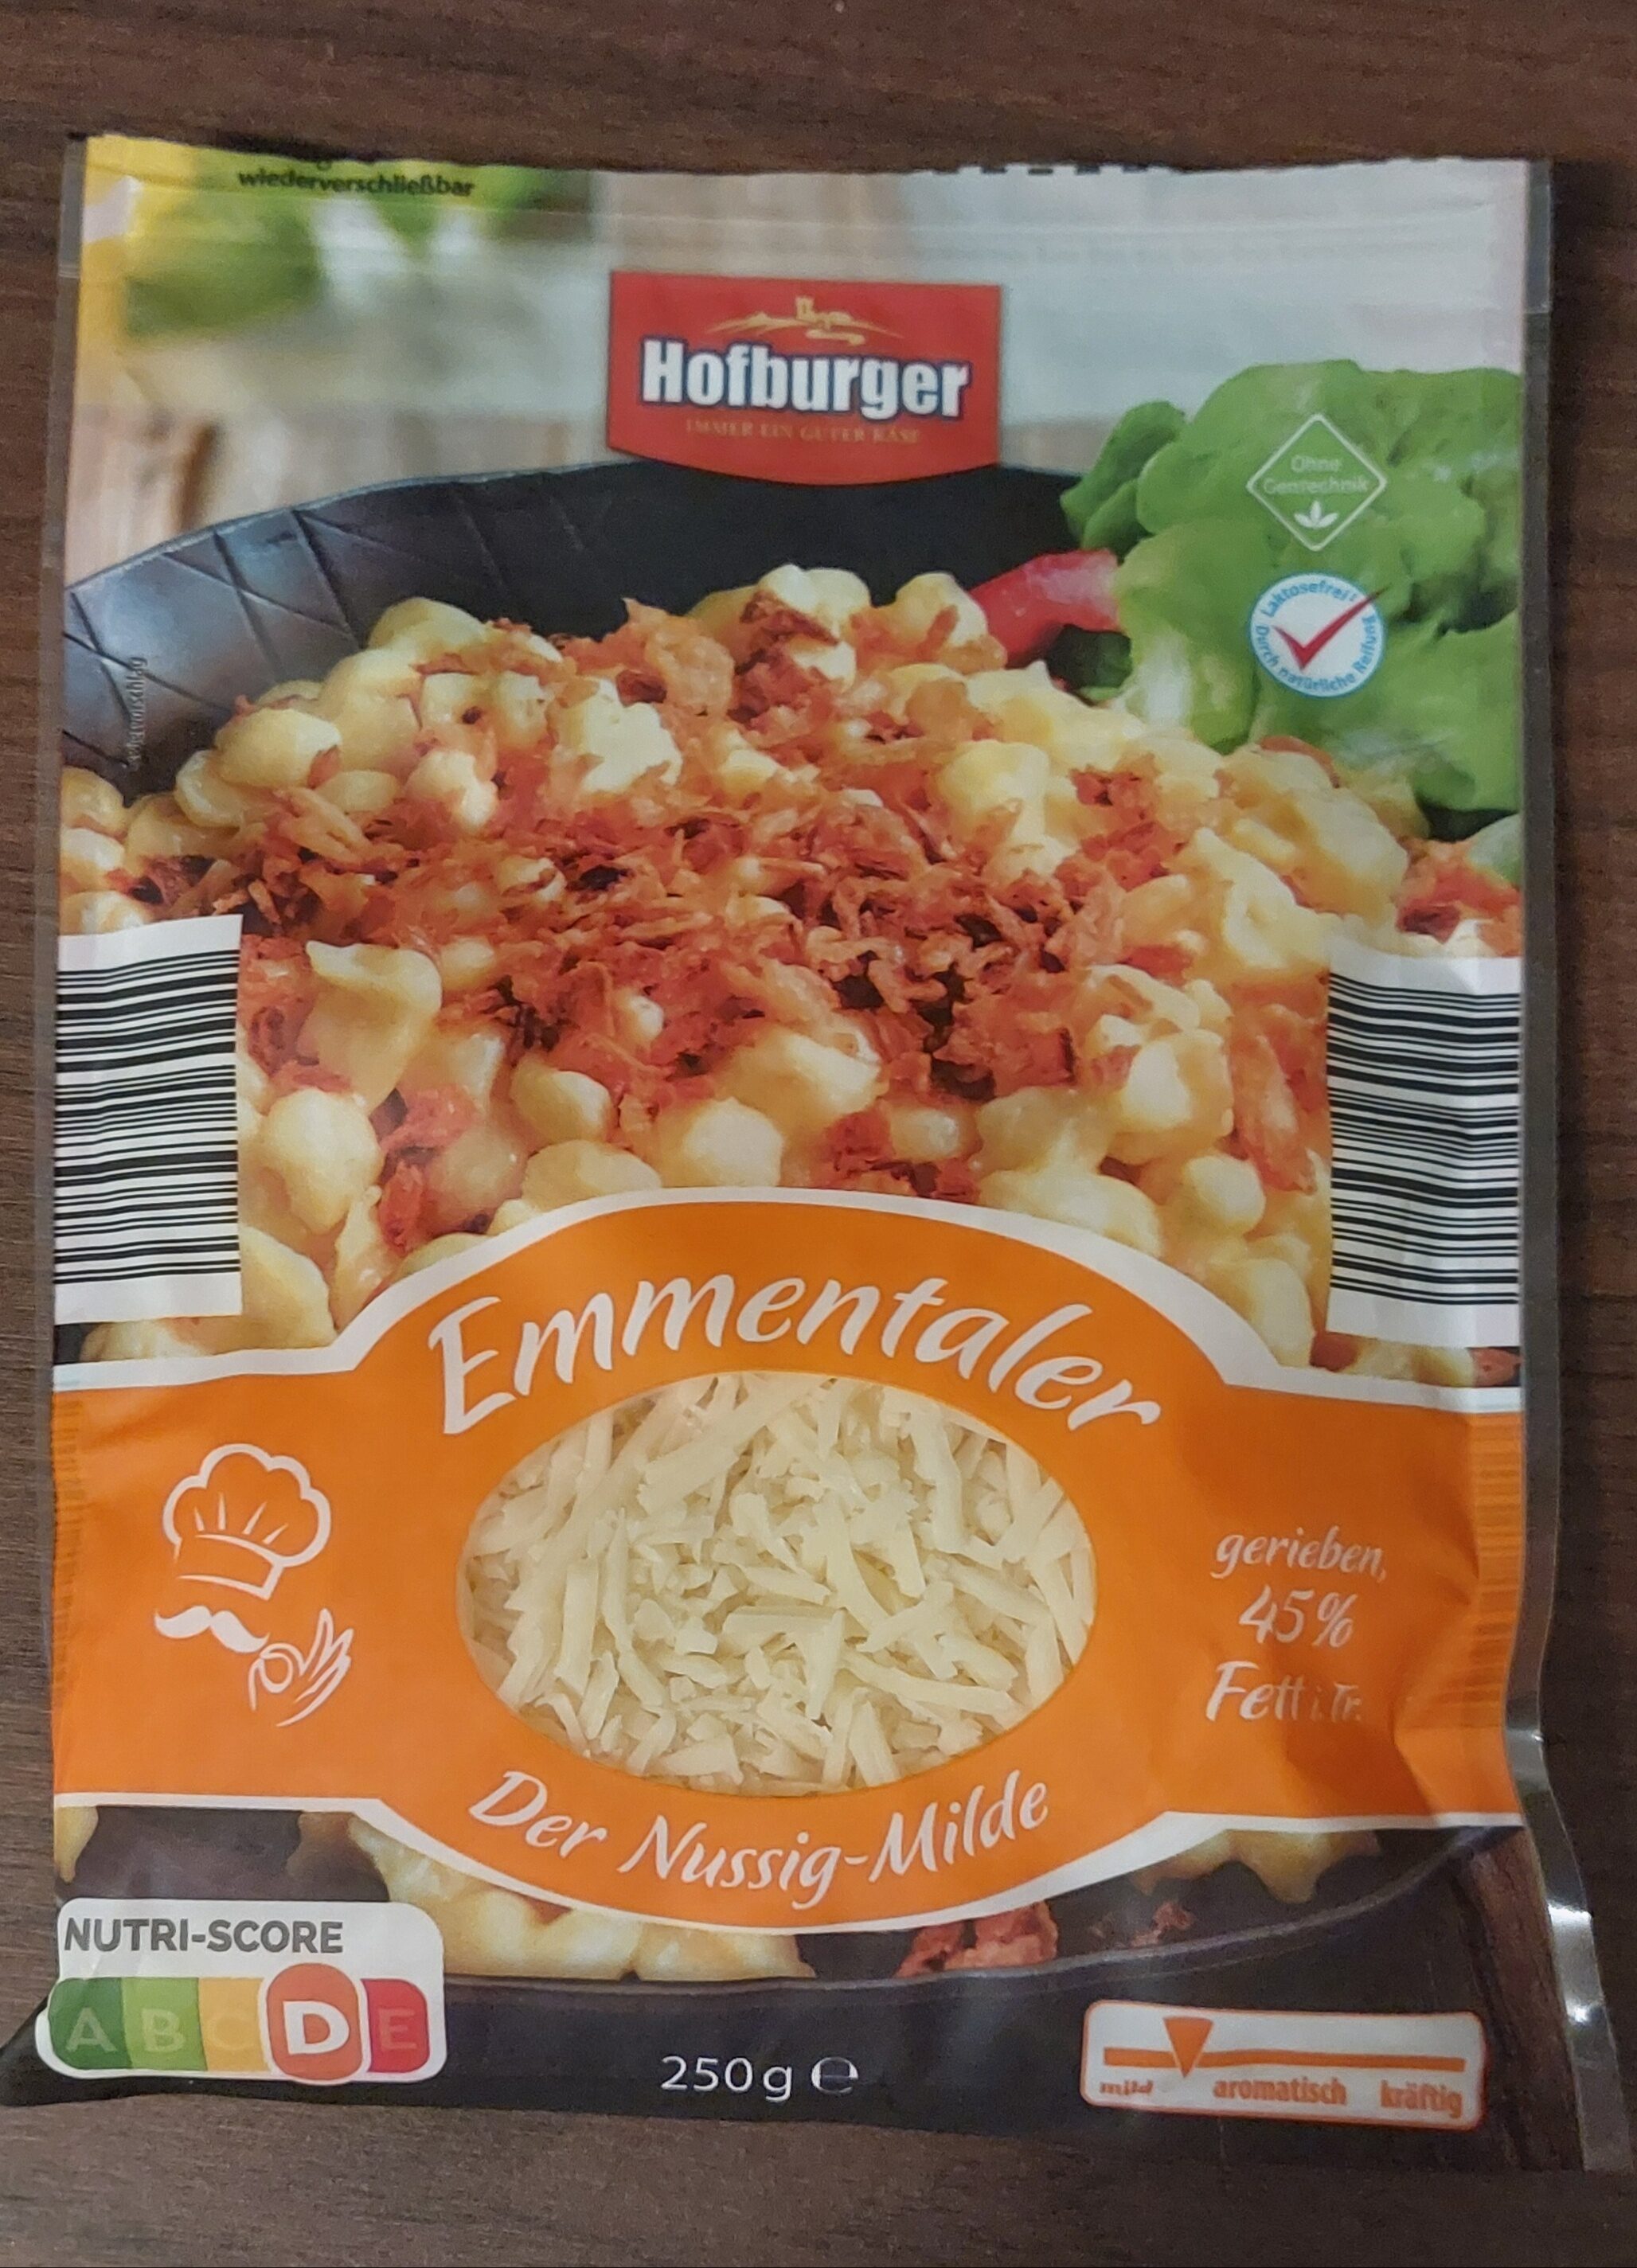 wiederverschließbar
Hofburger
IMMER EIN GUTER KÄSE
Ohne
Gentechnik
Laktosefrei!
Durch natürliche Reifung
Emmentaler
gerieben,
45%
Fett i. Tr.
Der Nussig-Milde
NUTRI-SCORE
A B C D E
250g ℮
mild aromatisch kräftig